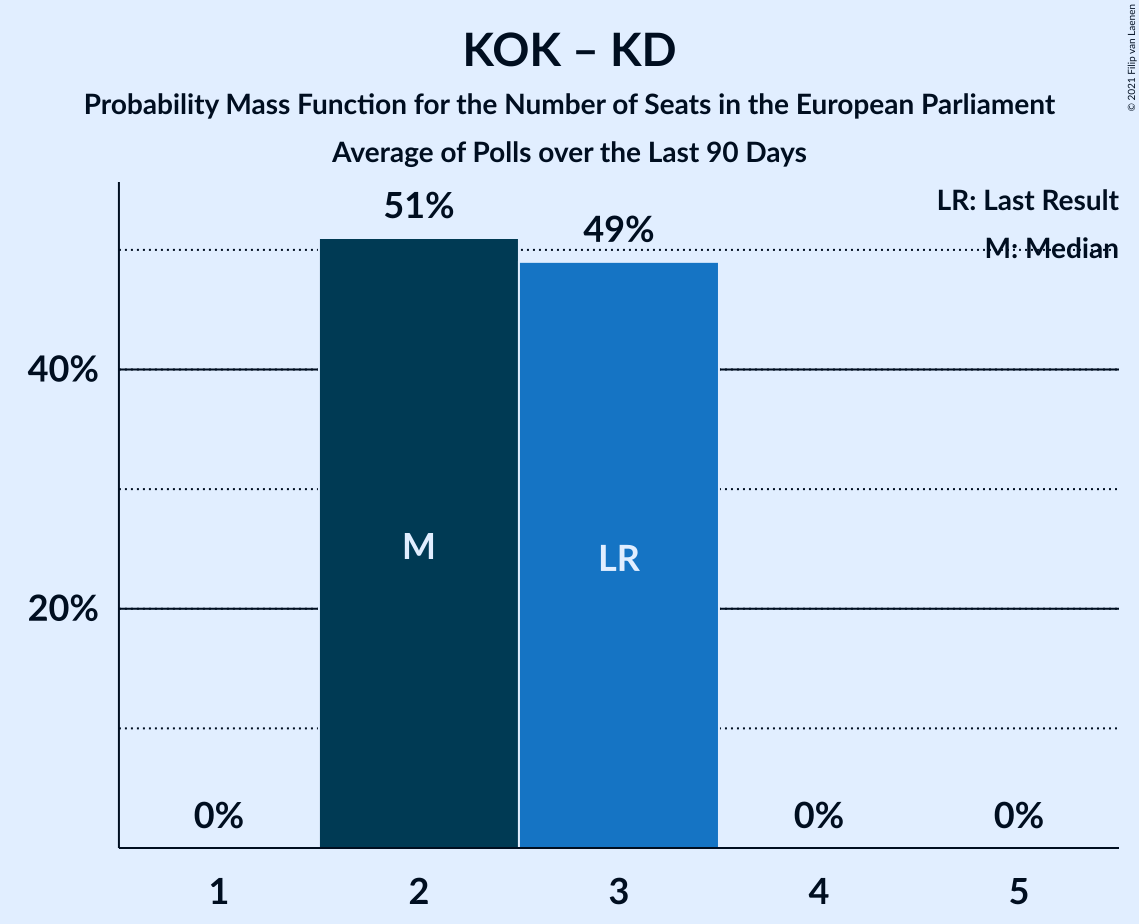 KOK – KD
Probability Mass Function for the Number of Seats in the European Parliament
Average of Polls over the Last 90 Days
© 2021 Filip van Laenen
LR: Last Result
M: Median
51%
49%
40%
20%
M
LR
0%
0%
0%
1
2
3
4
5